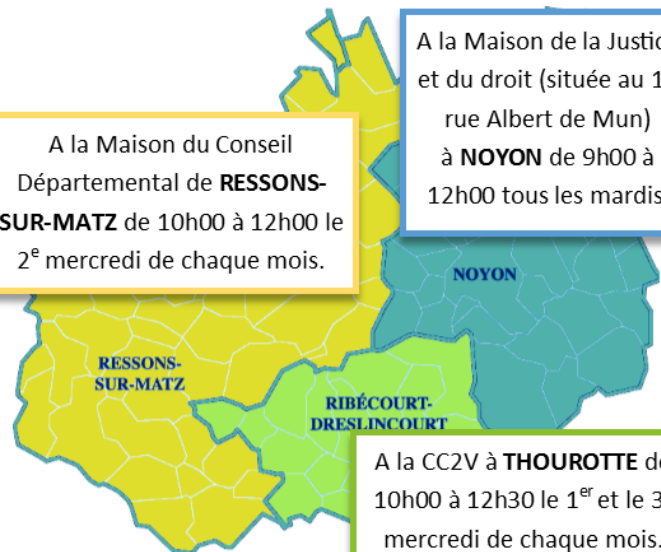 A la Maison de la Justic
et du droit (située au 1
rue Albert de Mun)
à NOYON de 9h00 à
12h00 tous les mardis
A la Maison du Conseil
Départemental de RESSONS-
SUR-MATZ de 10h00 à 12h00 le
2e mercredi de chaque mois.
NOYON
RESSONS-
SUR-MATZ
RIBÉCOURT-
DRESLINCOURT
A la CC2V à THOUROTTE de
10h00 à 12h30 le 1er et le 3
mercredi de chaque mois.